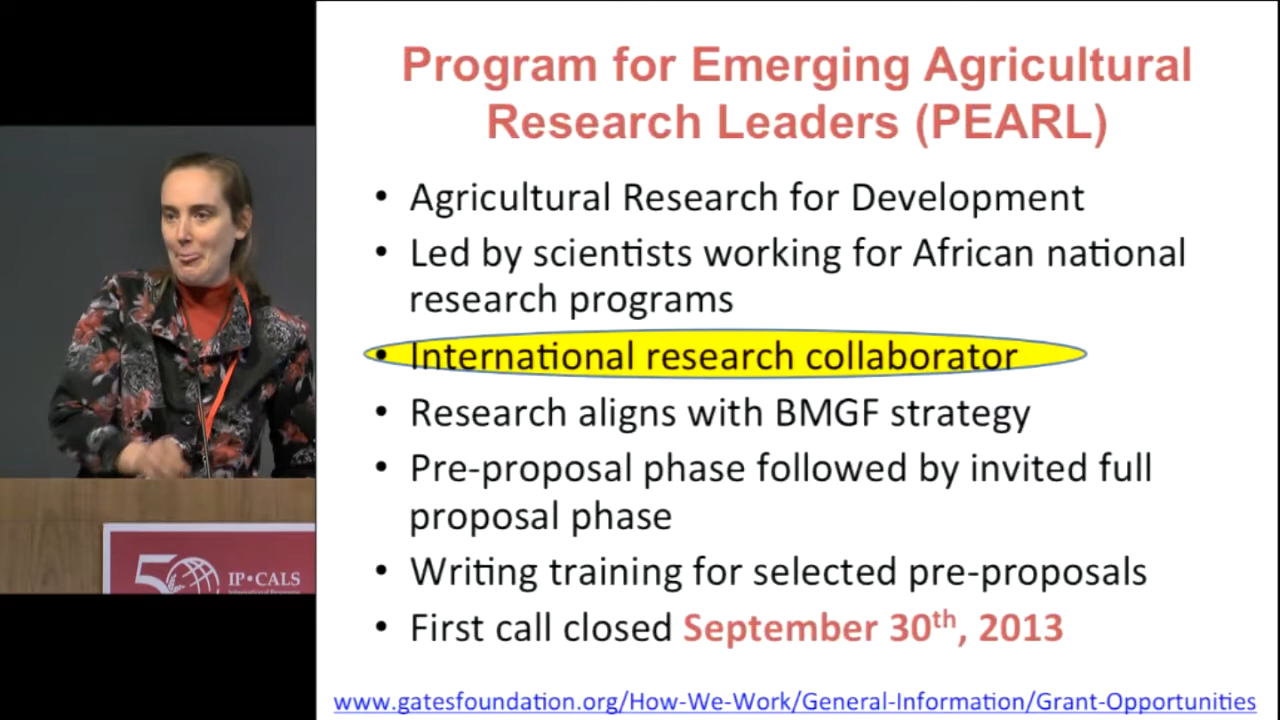 Program for Emerging Agricultural
Research Leaders (PEARL)
• Agricultural Research for Development
• Led by scientists working for African national
research programs
• International research collaborator
• Research aligns with BMGF strategy
• Pre-proposal phase followed by invited full
proposal phase
• Writing training for selected pre-proposals
• First call closed September 30th, 2013
www.gatesfoundation.org/How-We-Work/General-Information/Grant-Opportunities
50 IP•CALS